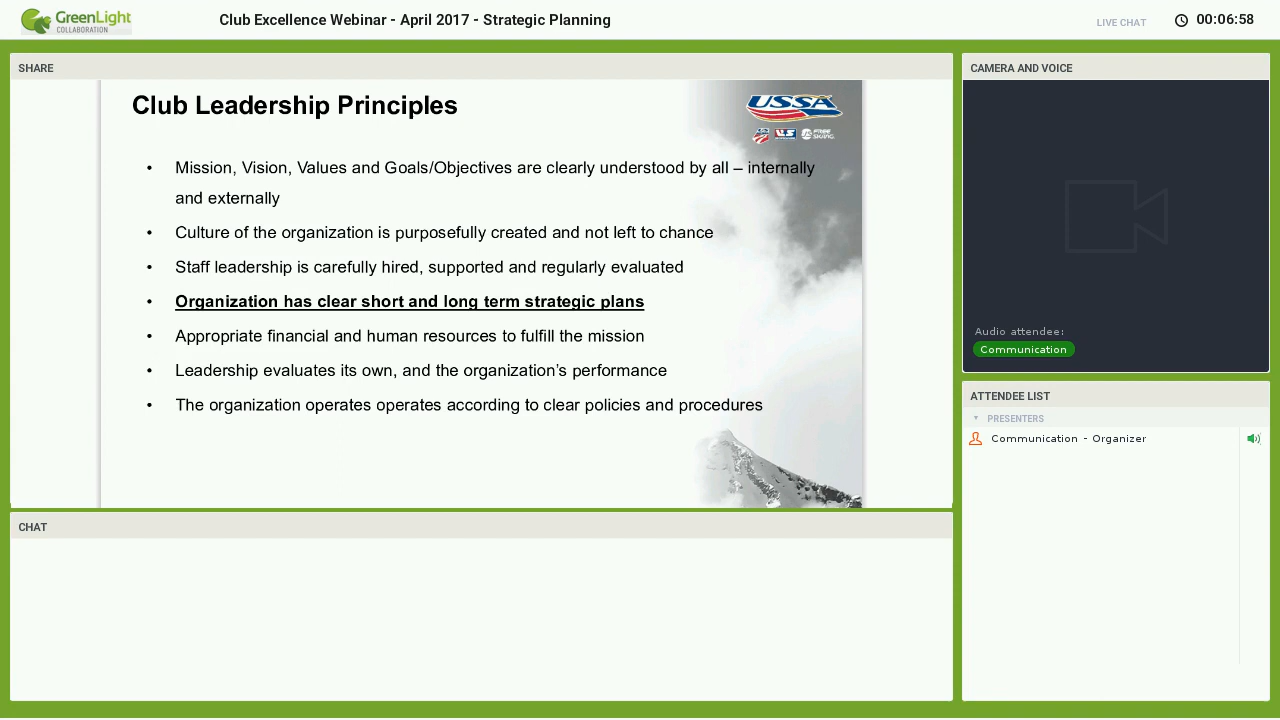 GreenLight
COLLABORATION
Club Excellence Webinar - April 2017 - Strategic Planning
LIVE CHAT
00:06:58
SHARE
Club Leadership Principles
USSA
FREE
SKIING
• Mission, Vision, Values and Goals/Objectives are clearly understood by all – internally
and externally
• Culture of the organization is purposefully created and not left to chance
• Staff leadership is carefully hired, supported and regularly evaluated
• Organization has clear short and long term strategic plans
• Appropriate financial and human resources to fulfill the mission
• Leadership evaluates its own, and the organization's performance
• The organization operates operates according to clear policies and procedures
CHAT
CAMERA AND VOICE
Audio attendee:
Communication
ATTENDEE LIST
PRESENTERS
Communication - Organizer